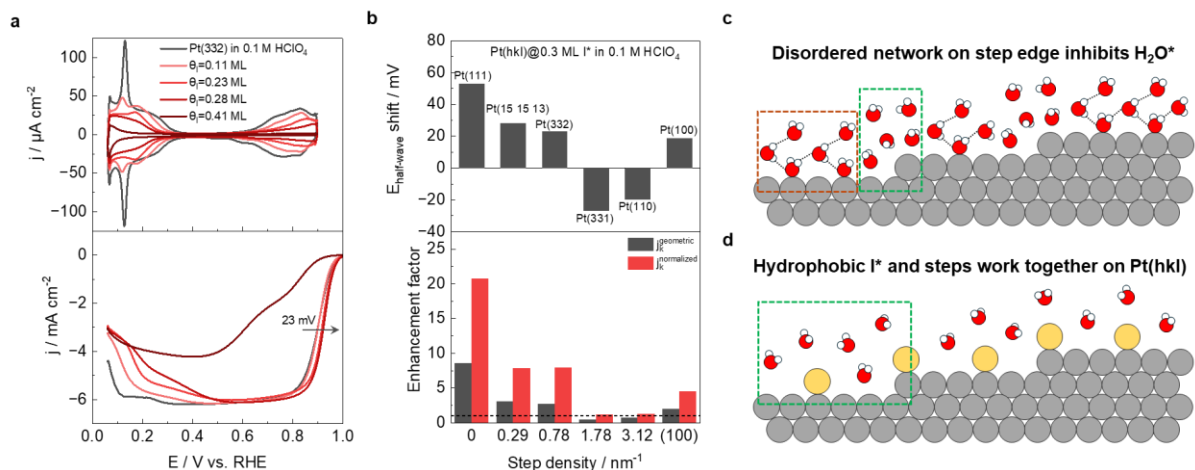 a
Pt(332) in 0.1 M HClO₄
θI=0.11 ML
θI=0.23 ML
θI=0.28 ML
θI=0.41 ML
j / μA cm⁻²
100
50
0
-50
-100
j / mA cm⁻²
0
-2
-4
-6
23 mV
0.0 0.2 0.4 0.6 0.8 1.0
E / V vs. RHE
b
Pt(hkl)@0.3 ML I* in 0.1 M HClO₄
Ehalf-wave shift / mV
80
60
40
20
0
-20
-40
Pt(111)
Pt(15 15 13)
Pt(332)
Pt(100)
Pt(331)
Pt(110)
Enhancement factor
25
20
15
10
5
0
jk geometric
jk normalized
0 0.29 0.78 1.78 3.12 (100)
Step density / nm⁻¹
c
Disordered network on step edge inhibits H₂O*
d
Hydrophobic I* and steps work together on Pt(hkl)